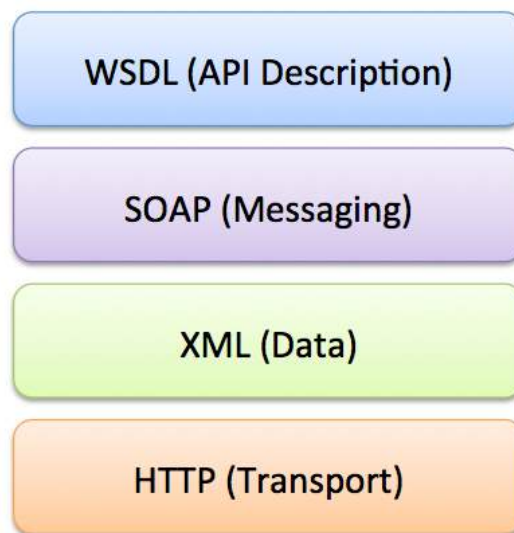 WSDL (API Description)
SOAP (Messaging)
XML (Data)
HTTP (Transport)